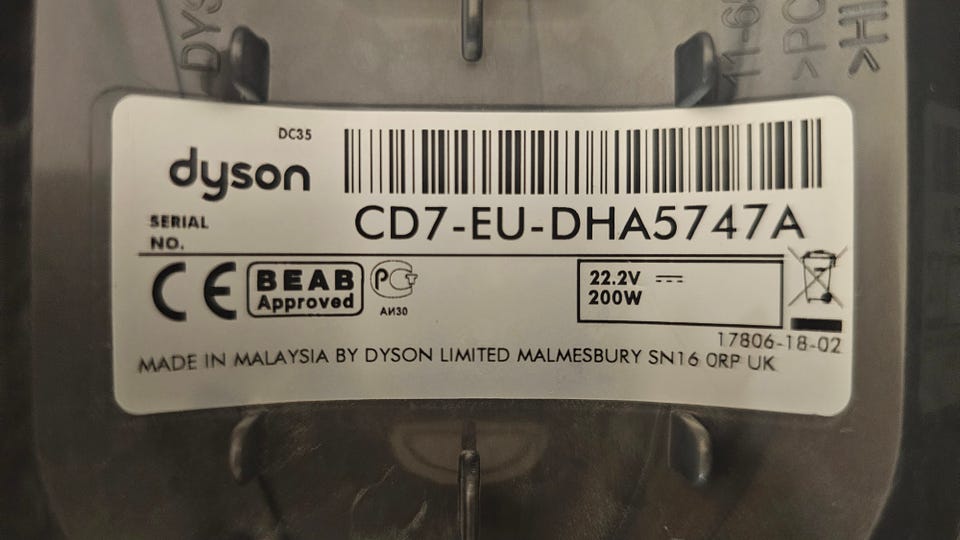 DC35
dyson
SERIAL
NO.
CD7-EU-DHA5747A
CE
BEAB
Approved
АИ30
22.2V ⎓
200W
17806-18-02
MADE IN MALAYSIA BY DYSON LIMITED MALMESBURY SN16 0RP UK